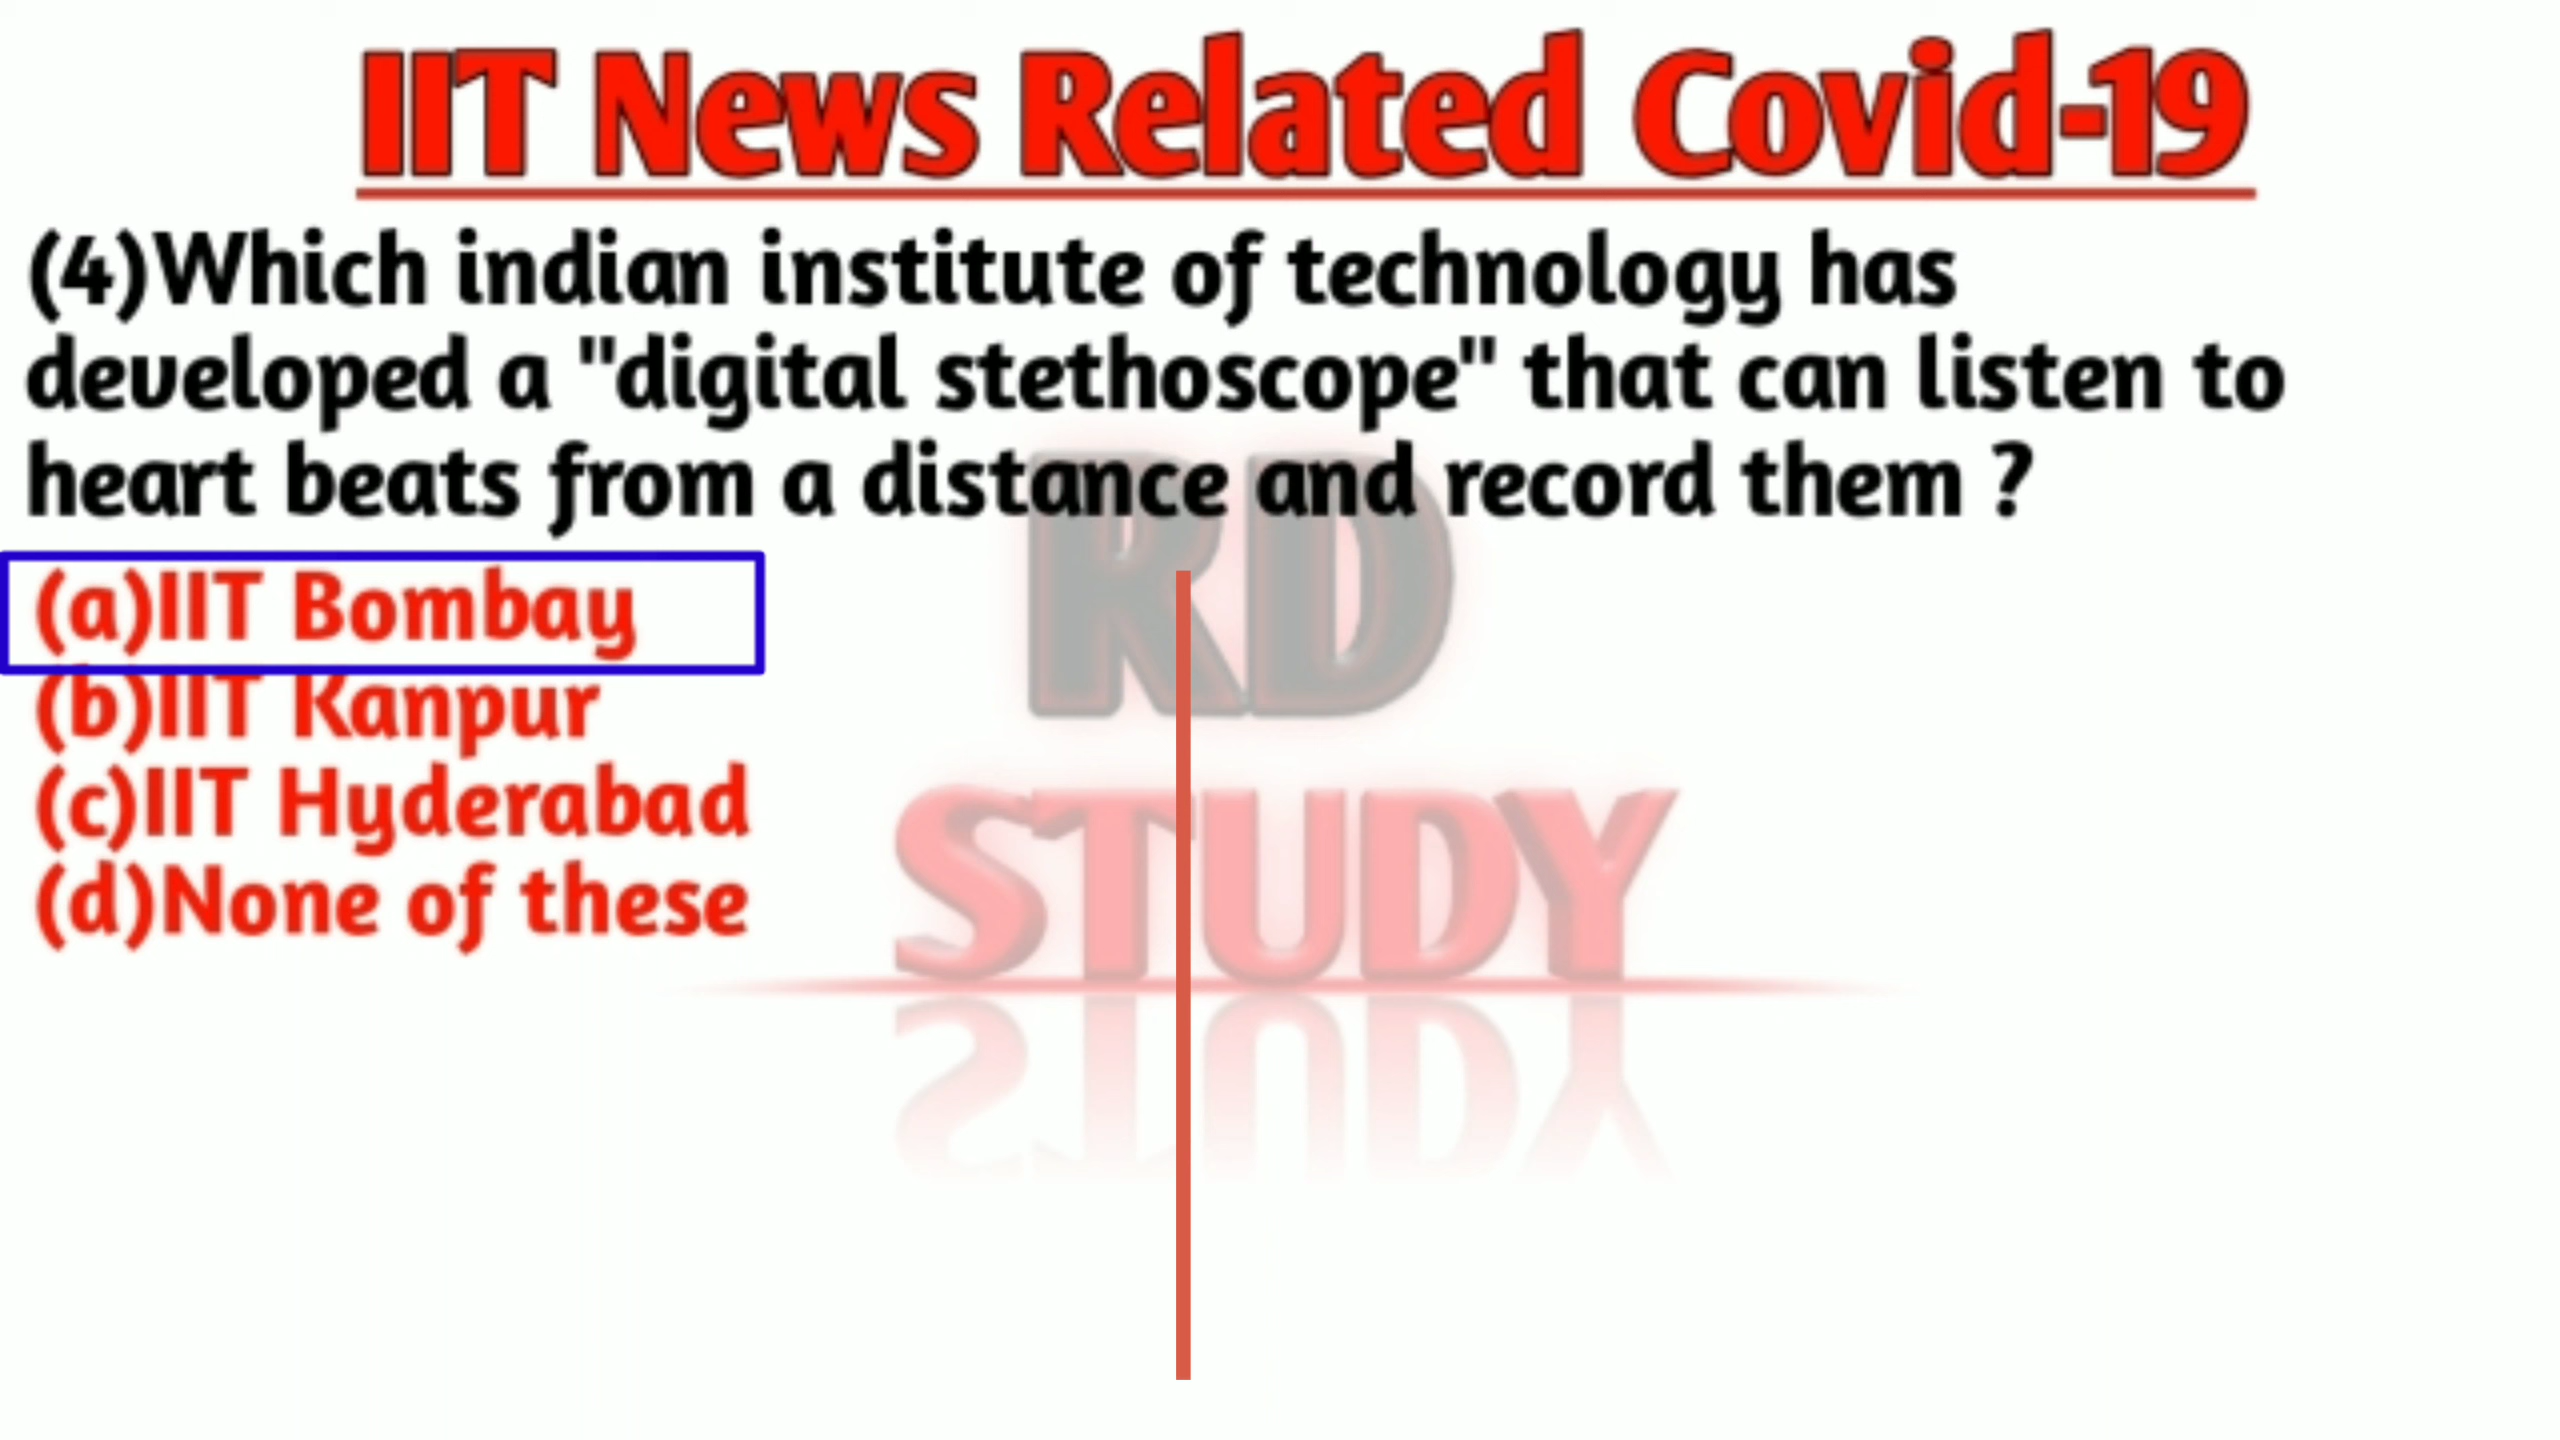 IIT News Related Covid-19
(4)Which indian institute of technology has
developed a "digital stethoscope" that can listen to
heart beats from a distance and record them ?
(a)IIT Bombay
(b)IIT Kanpur
(c)IIT Hyderabad
(d)None of these
RD
STUDY